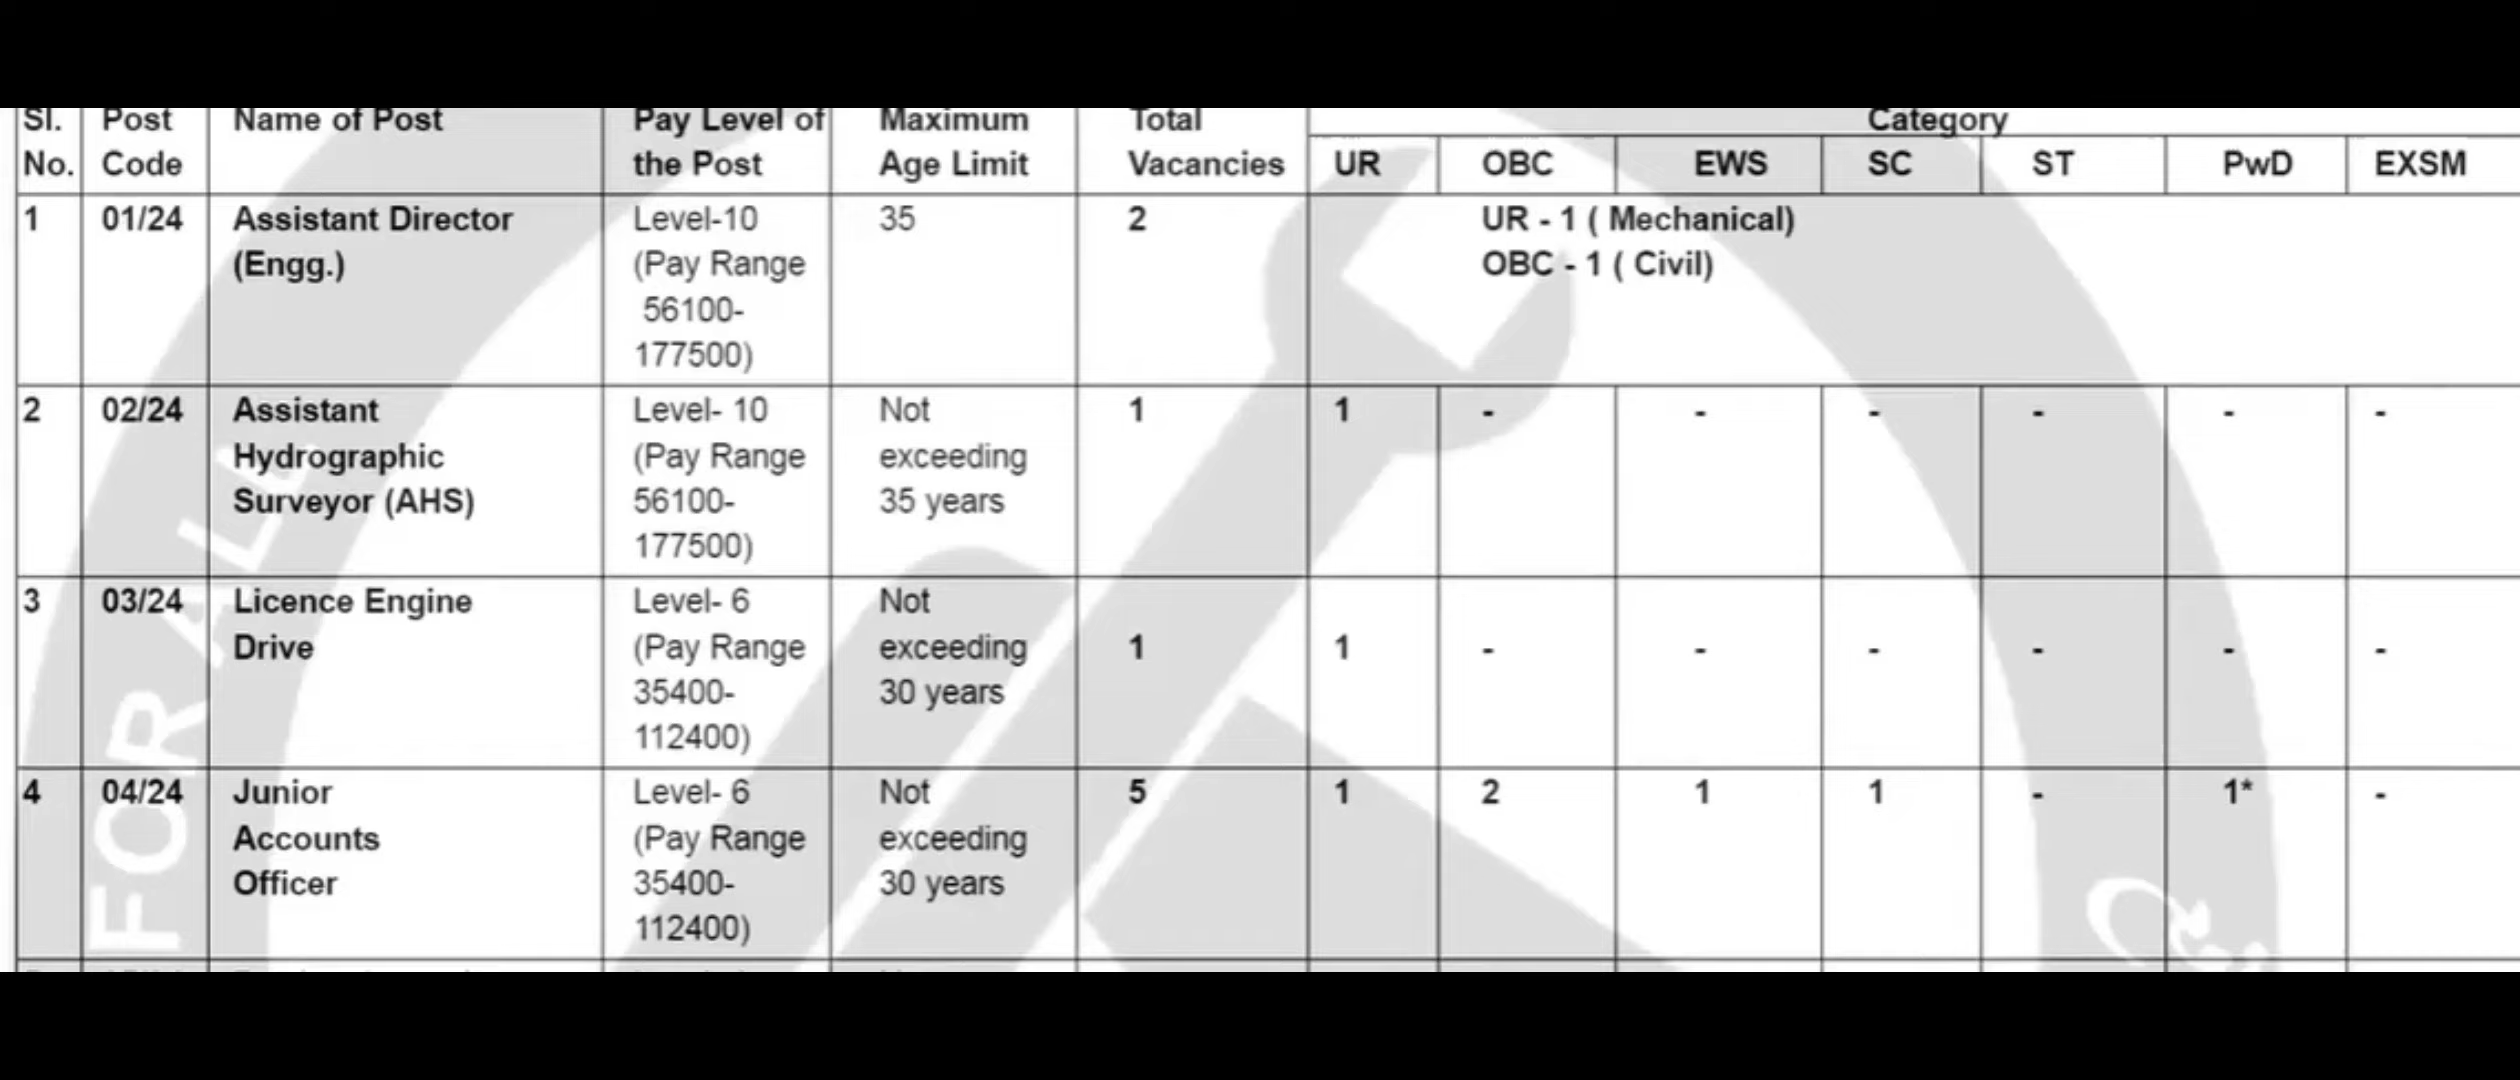 Sl. No. Post Code Name of Post Pay Level of the Post Maximum Age Limit Total Vacancies Category
UR OBC EWS SC ST PwD EXSM
1 01/24 Assistant Director (Engg.) Level-10 (Pay Range 56100-177500) 35 2 UR - 1 ( Mechanical) OBC - 1 ( Civil)
2 02/24 Assistant Hydrographic Surveyor (AHS) Level- 10 (Pay Range 56100-177500) Not exceeding 35 years 1 1 - - - - - -
3 03/24 Licence Engine Drive Level- 6 (Pay Range 35400-112400) Not exceeding 30 years 1 1 - - - - - -
4 04/24 Junior Accounts Officer Level- 6 (Pay Range 35400-112400) Not exceeding 30 years 5 1 2 1 1 - 1* -
FOR ALL